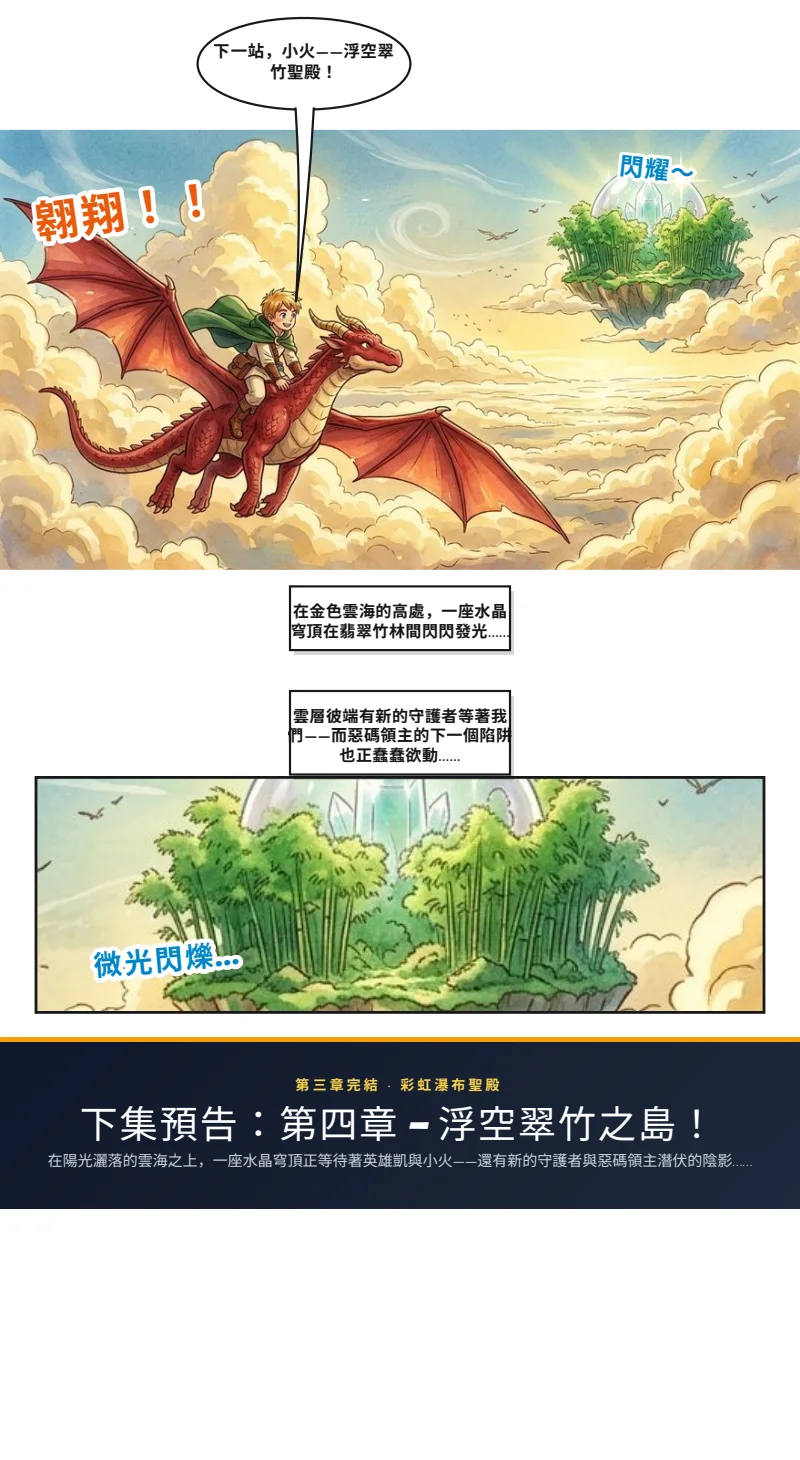 下一站，小火——浮空翠
竹聖殿！
翱翔！！
閃耀～
在金色雲海的高處，一座水晶
穹頂在翡翠竹林間閃閃發光……
雲層彼端有新的守護者等著我
們——而惡碼領主的下一個陷阱
也正蠢蠢欲動……
微光閃爍…
第三章完結 · 彩虹瀑布聖殿
下集預告：第四章 – 浮空翠竹之島！
在陽光灑落的雲海之上，一座水晶穹頂正等待著英雄凱與小火——還有新的守護者與惡碼領主潛伏的陰影……